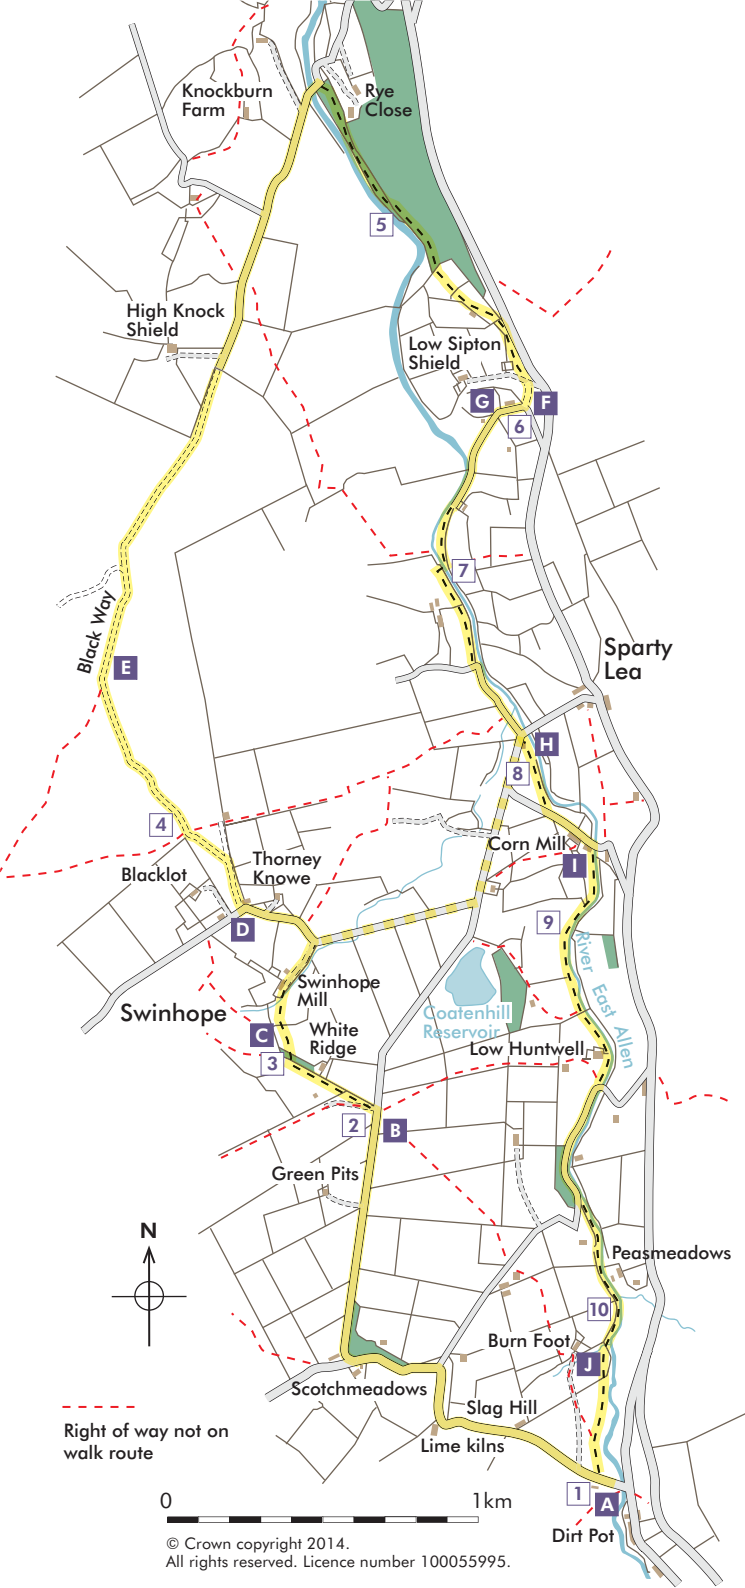 Knockburn
Farm
Rye
Close
5
High Knock
Shield
Low Sipton
Shield
G
F
6
7
Black Way
E
Sparty
Lea
H
8
4
Corn Mill
I
Thorney
Knowe
Blacklot
D
9
River East Allen
Swinhope
Mill
Swinhope
Coatenhill
Reservoir
C
White
Ridge
3
Low Huntwell
2
B
Green Pits
N
Peasmeadows
10
Burn Foot
J
Scotchmeadows
Slag Hill
Right of way not on
walk route
Lime kilns
1
A
Dirt Pot
0 1km
© Crown copyright 2014.
All rights reserved. Licence number 100055995.